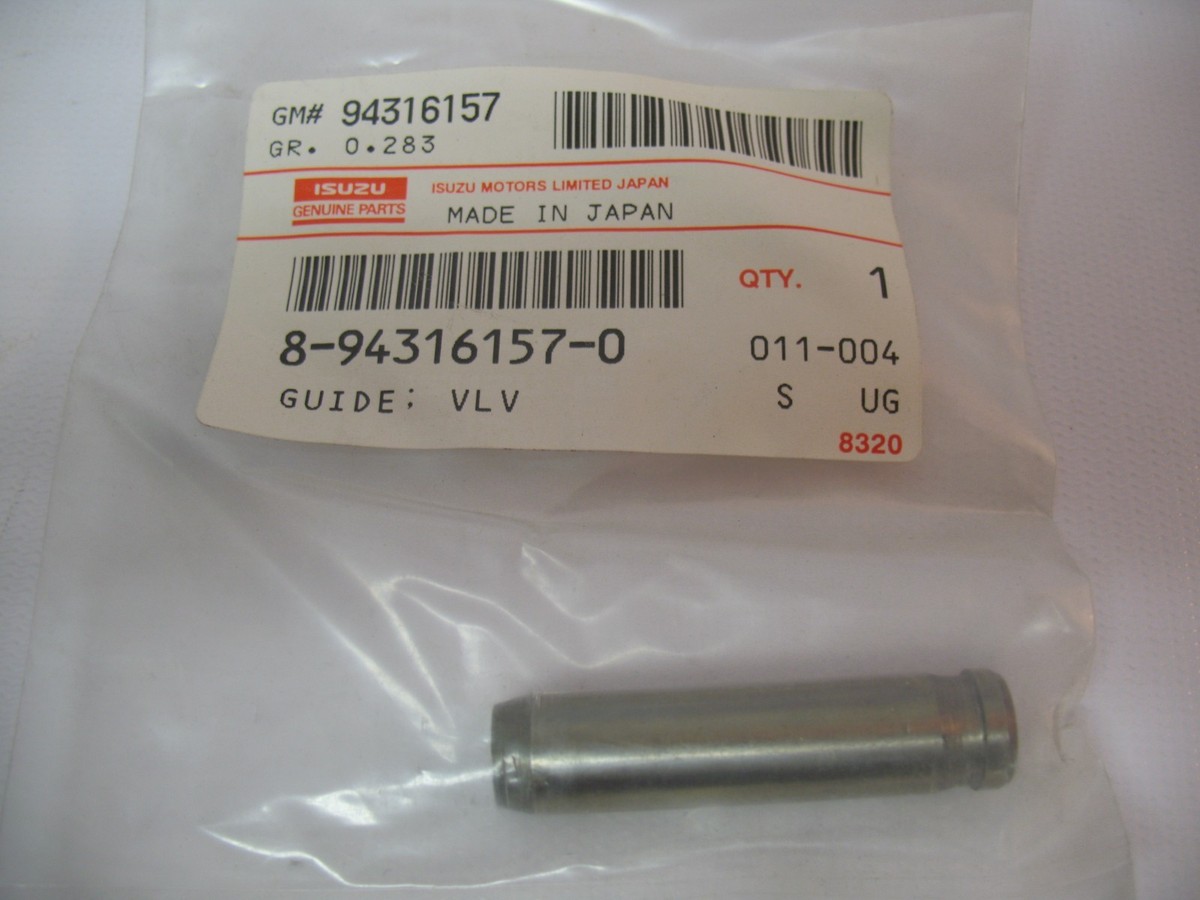 GM# 94316157
GR. 0.283
ISUZU
GENUINE PARTS
ISUZU MOTORS LIMITED JAPAN
MADE IN JAPAN
QTY. 1
8-94316157-0 011-004
GUIDE; VLV S UG
8320